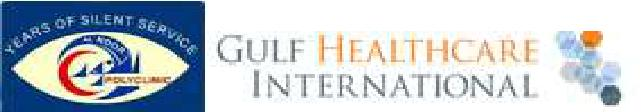 YEARS OF SILENT SERVICE
AL NOOR
POLYCLINIC
GULF HEALTHCARE
INTERNATIONAL